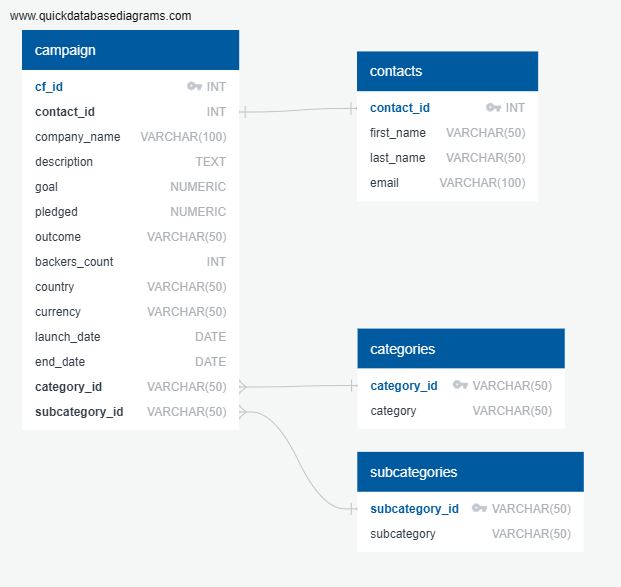 www.quickdatabasediagrams.com
campaign
cf_id INT
contact_id INT
company_name VARCHAR(100)
description TEXT
goal NUMERIC
pledged NUMERIC
outcome VARCHAR(50)
backers_count INT
country VARCHAR(50)
currency VARCHAR(50)
launch_date DATE
end_date DATE
category_id VARCHAR(50)
subcategory_id VARCHAR(50)
contacts
contact_id INT
first_name VARCHAR(50)
last_name VARCHAR(50)
email VARCHAR(100)
categories
category_id VARCHAR(50)
category VARCHAR(50)
subcategories
subcategory_id VARCHAR(50)
subcategory VARCHAR(50)